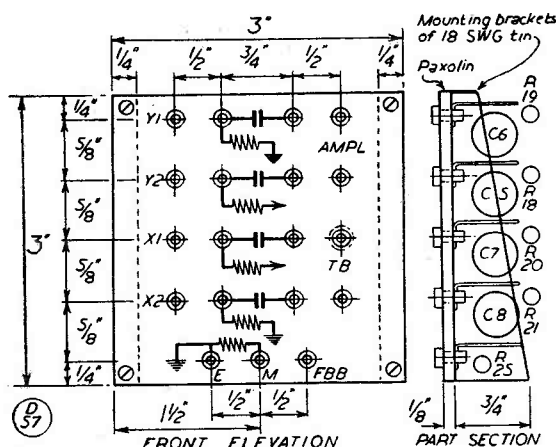 3"
1/4" 1/2" 3/4" 1/2" 1/4"
Mounting brackets
of 18 SWG tin
Paxolin
1/4"
5/8"
5/8"
5/8"
5/8"
1/4"
3"
Y1
AMPL
Y2
X1
TB
X2
E M FBB
1/2" 1/2"
1 1/2"
FRONT ELEVATION
D
57
R
19
C6
C5
R
18
C7
R
20
C8
R
21
R
25
1/8" 3/4"
PART SECTION